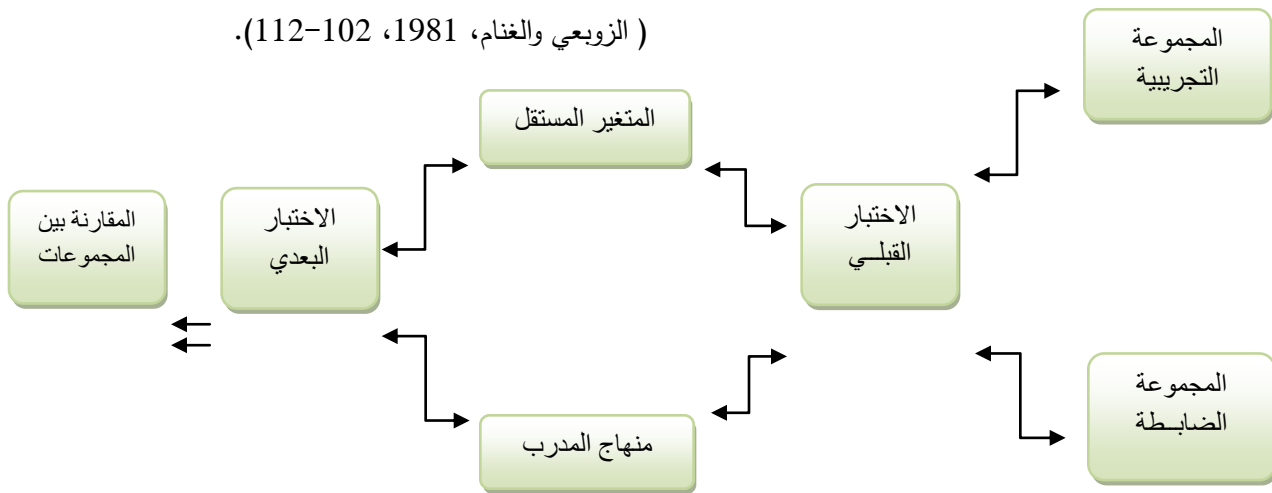 ( الزوبعي والغنام، 1981، 102-112).
المجموعة
التجريبية
المتغير المستقل
الاختبار
القبلــي
الاختبار
البعدي
المقارنة بين
المجموعات
المجموعة
الضابــطة
منهاج المدرب